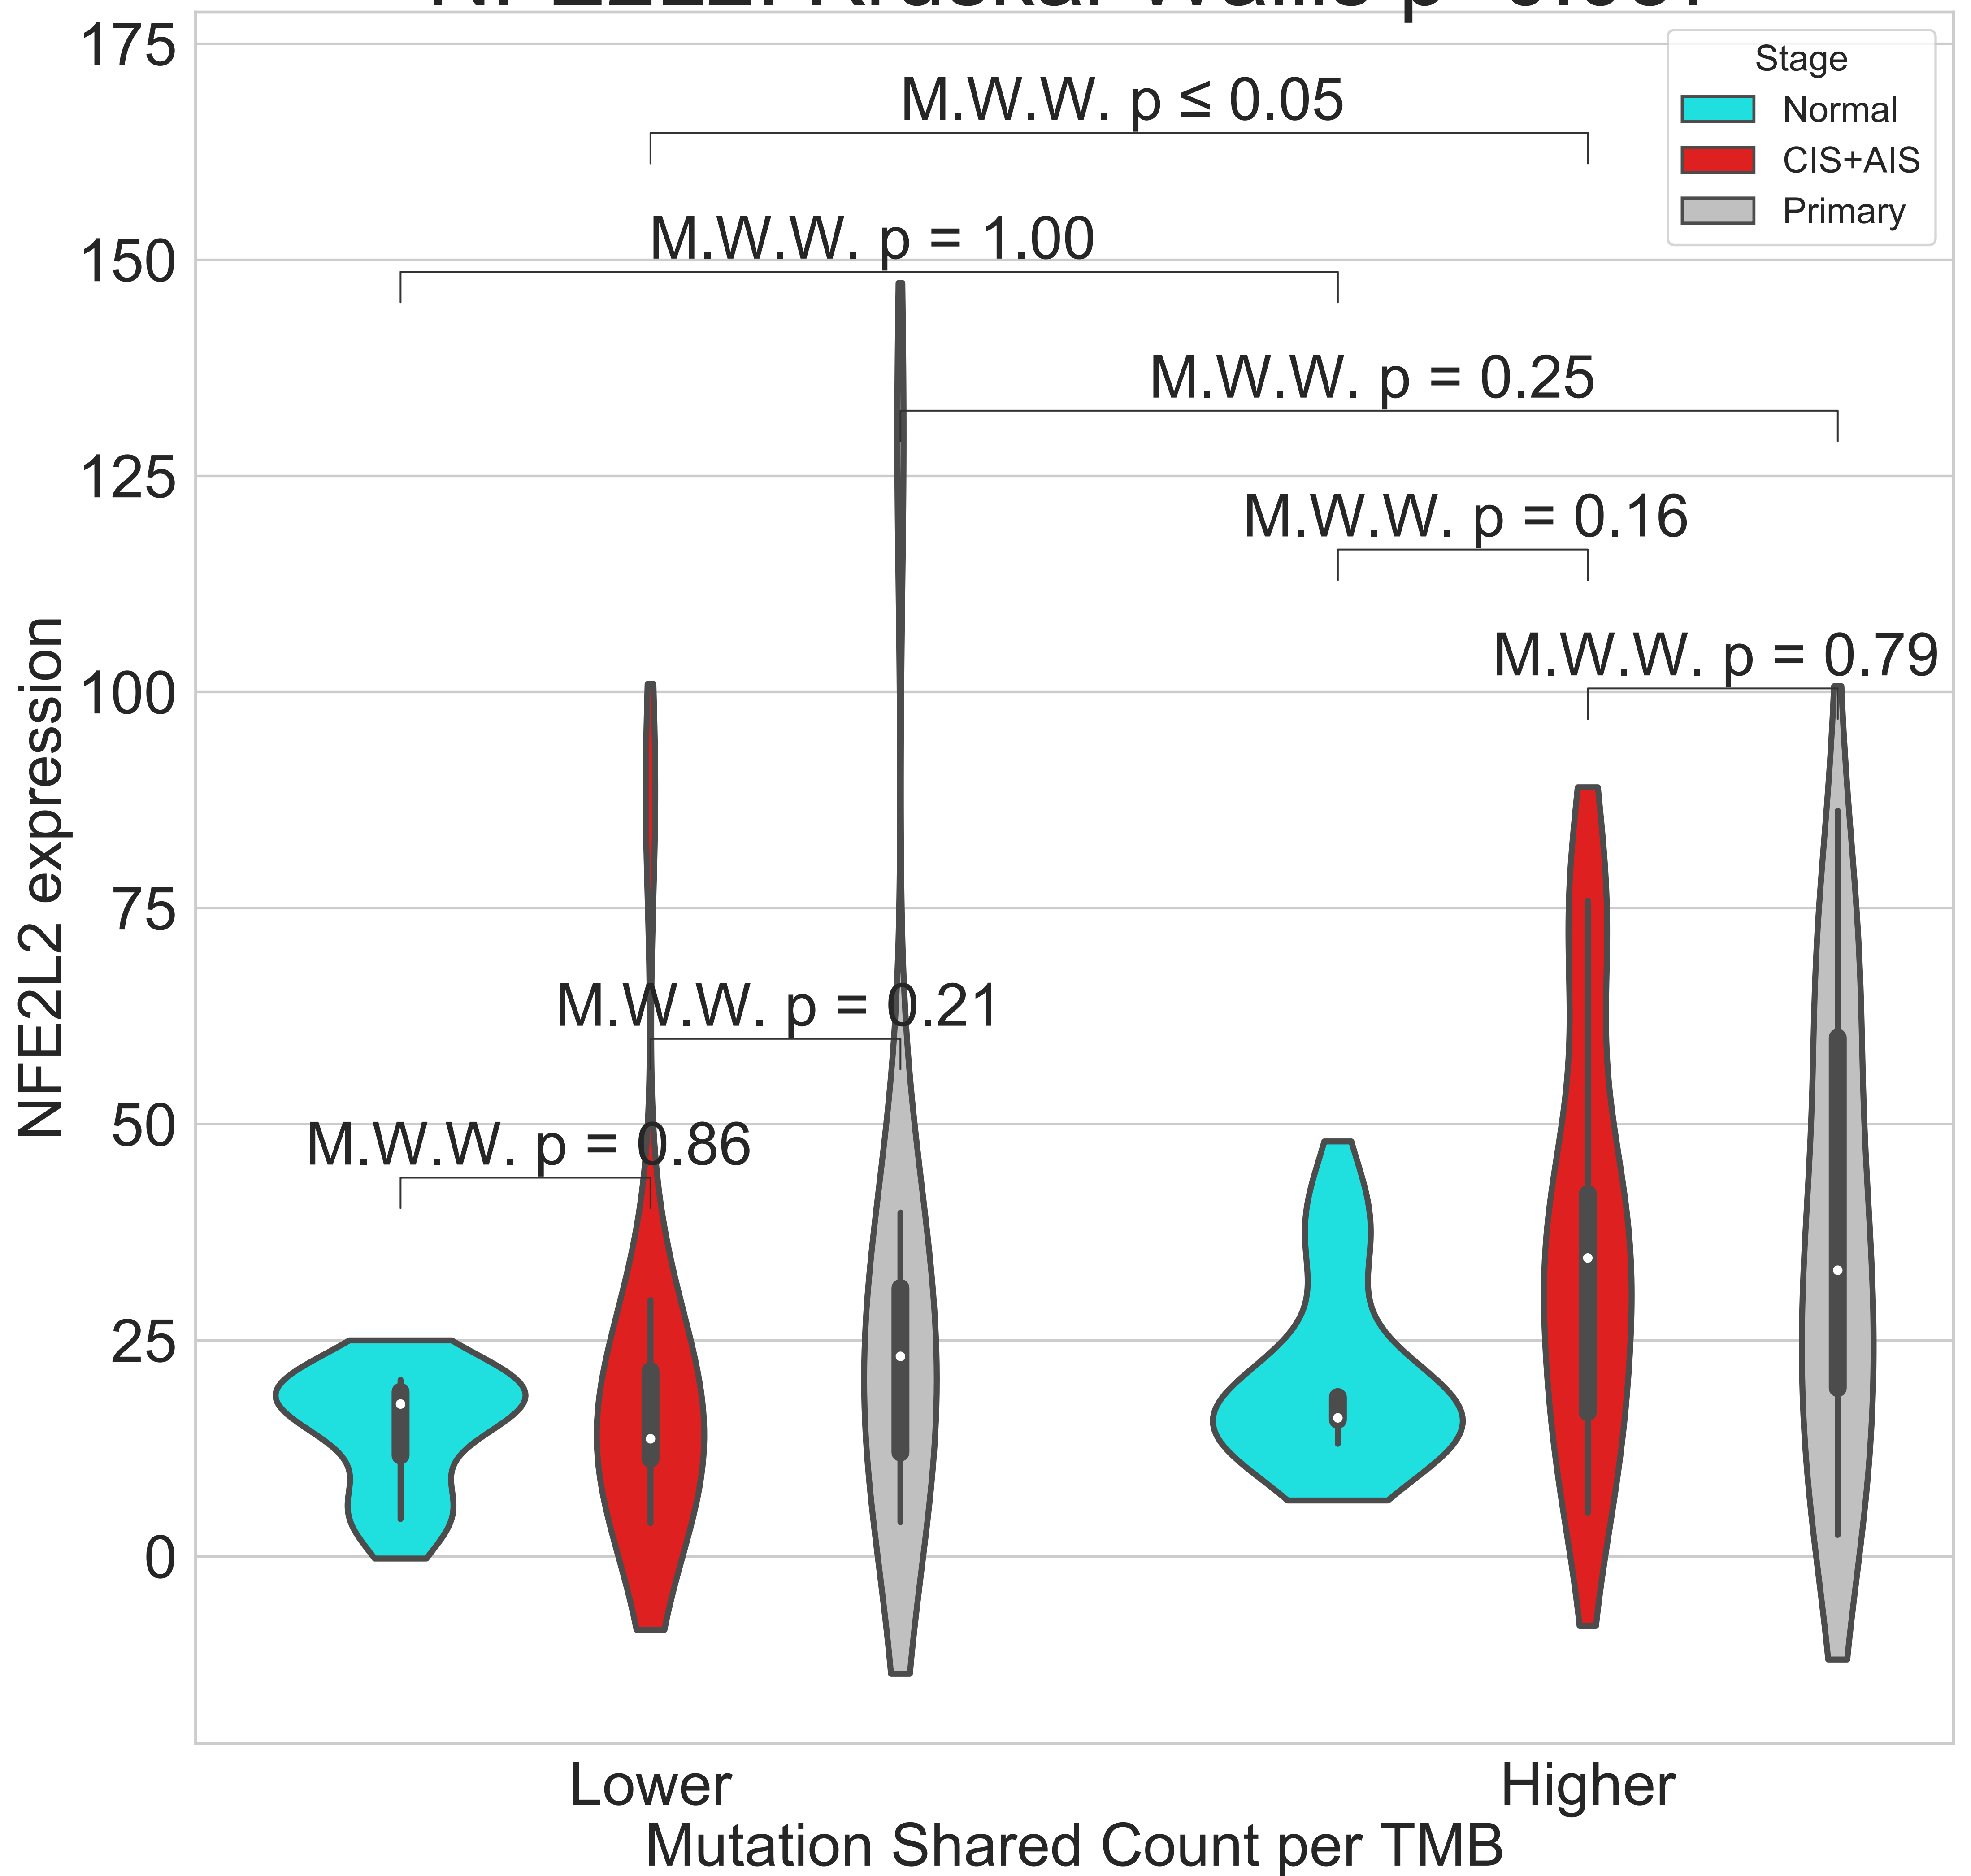 175
150
125
100
75
50
25
0
NFE2L2 expression
M.W.W. p ≤ 0.05
M.W.W. p = 1.00
M.W.W. p = 0.25
M.W.W. p = 0.16
M.W.W. p = 0.79
M.W.W. p = 0.21
M.W.W. p = 0.86
Stage
Normal
CIS+AIS
Primary
Lower
Higher
Mutation Shared Count per TMB